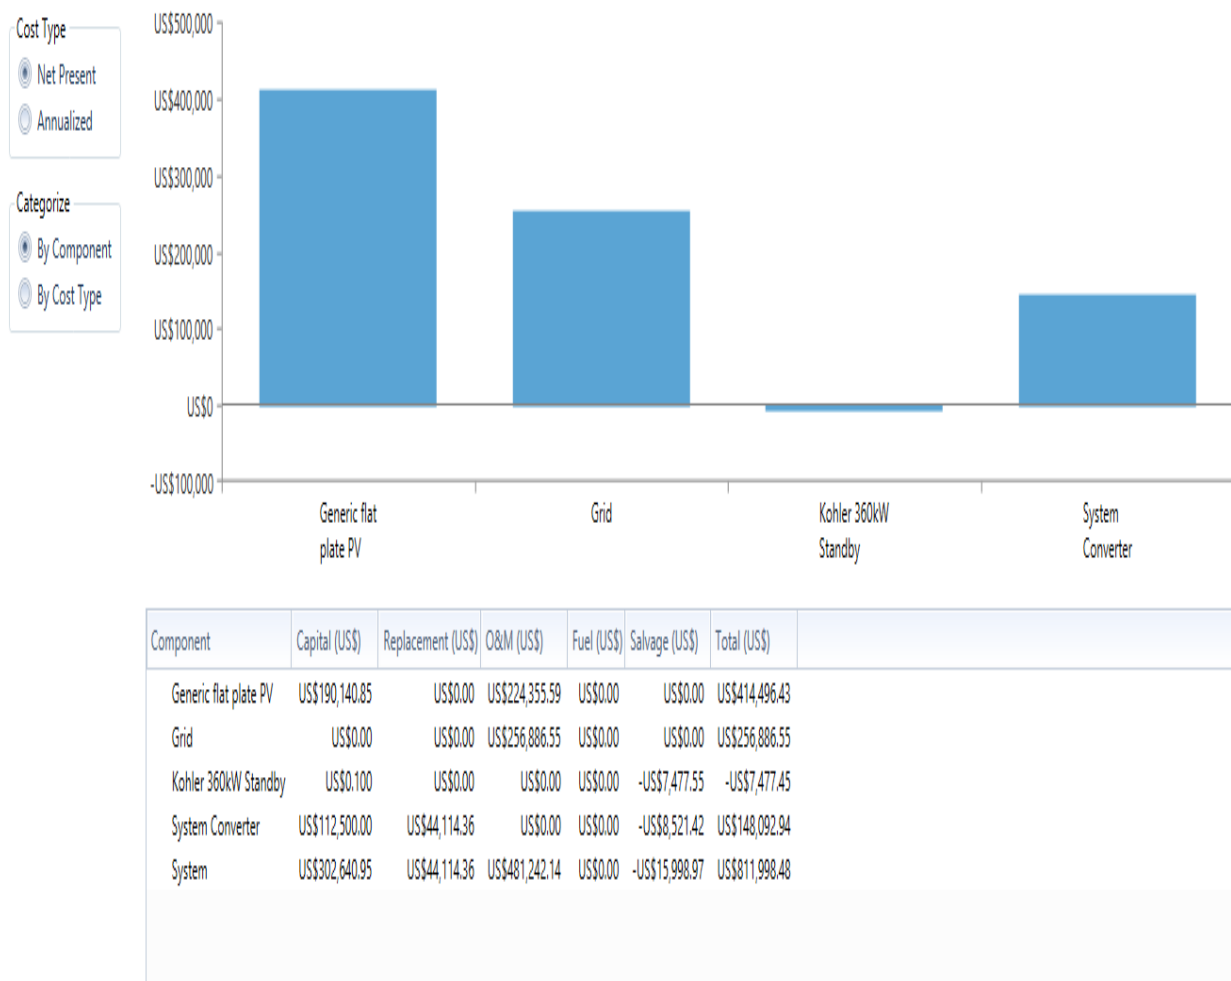 Cost Type
Net Present
Annualized
Categorize
By Component
By Cost Type
US$500,000
US$400,000
US$300,000
US$200,000
US$100,000
US$0
-US$100,000
Generic flat
plate PV
Grid
Kohler 360kW
Standby
System
Converter
Component Capital (US$) Replacement (US$) O&M (US$) Fuel (US$) Salvage (US$) Total (US$)
Generic flat plate PV US$190,140.85 US$0.00 US$224,355.59 US$0.00 US$0.00 US$414,496.43
Grid US$0.00 US$0.00 US$256,886.55 US$0.00 US$0.00 US$256,886.55
Kohler 360kW Standby US$0.100 US$0.00 US$0.00 US$0.00 -US$7,477.55 -US$7,477.45
System Converter US$112,500.00 US$44,114.36 US$0.00 US$0.00 -US$8,521.42 US$148,092.94
System US$302,640.95 US$44,114.36 US$481,242.14 US$0.00 -US$15,998.97 US$811,998.48